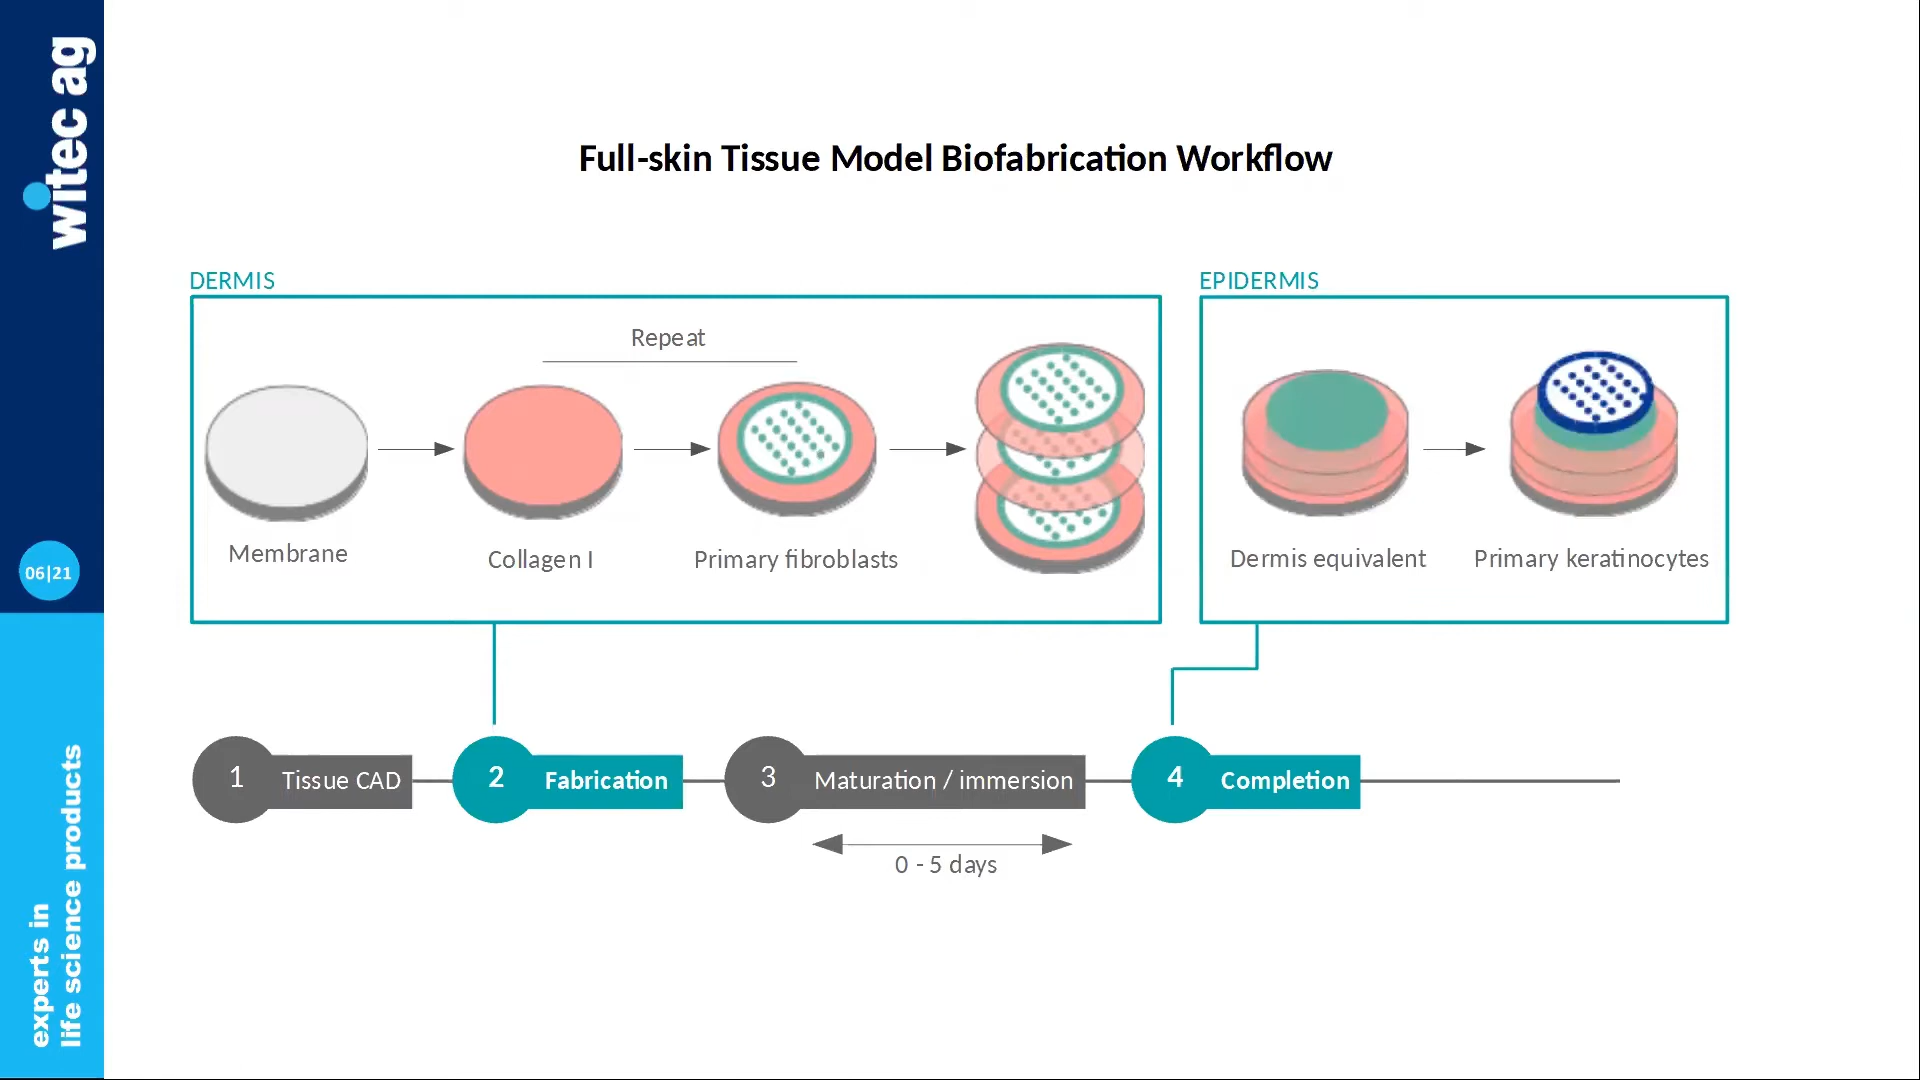 witec ag
06|21
experts in
life science products
Full-skin Tissue Model Biofabrication Workflow
DERMIS
Repeat
Membrane
Collagen I
Primary fibroblasts
EPIDERMIS
Dermis equivalent
Primary keratinocytes
1 Tissue CAD
2 Fabrication
3 Maturation / immersion
4 Completion
0 - 5 days